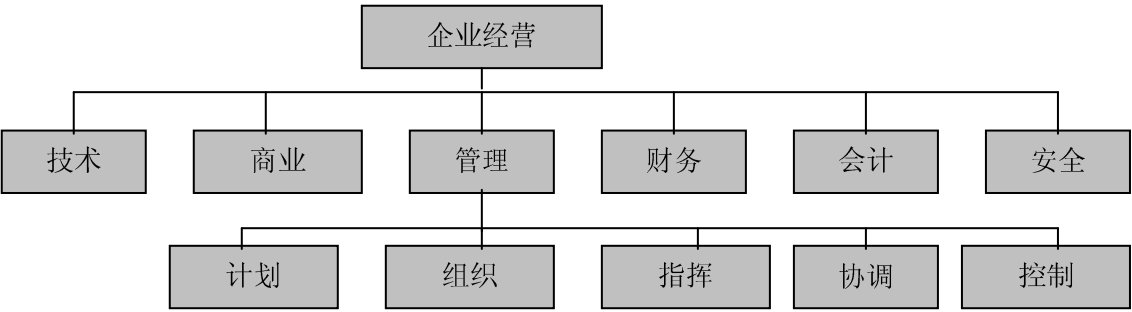 企业经营
技术 商业 管理 财务 会计 安全
计划 组织 指挥 协调 控制